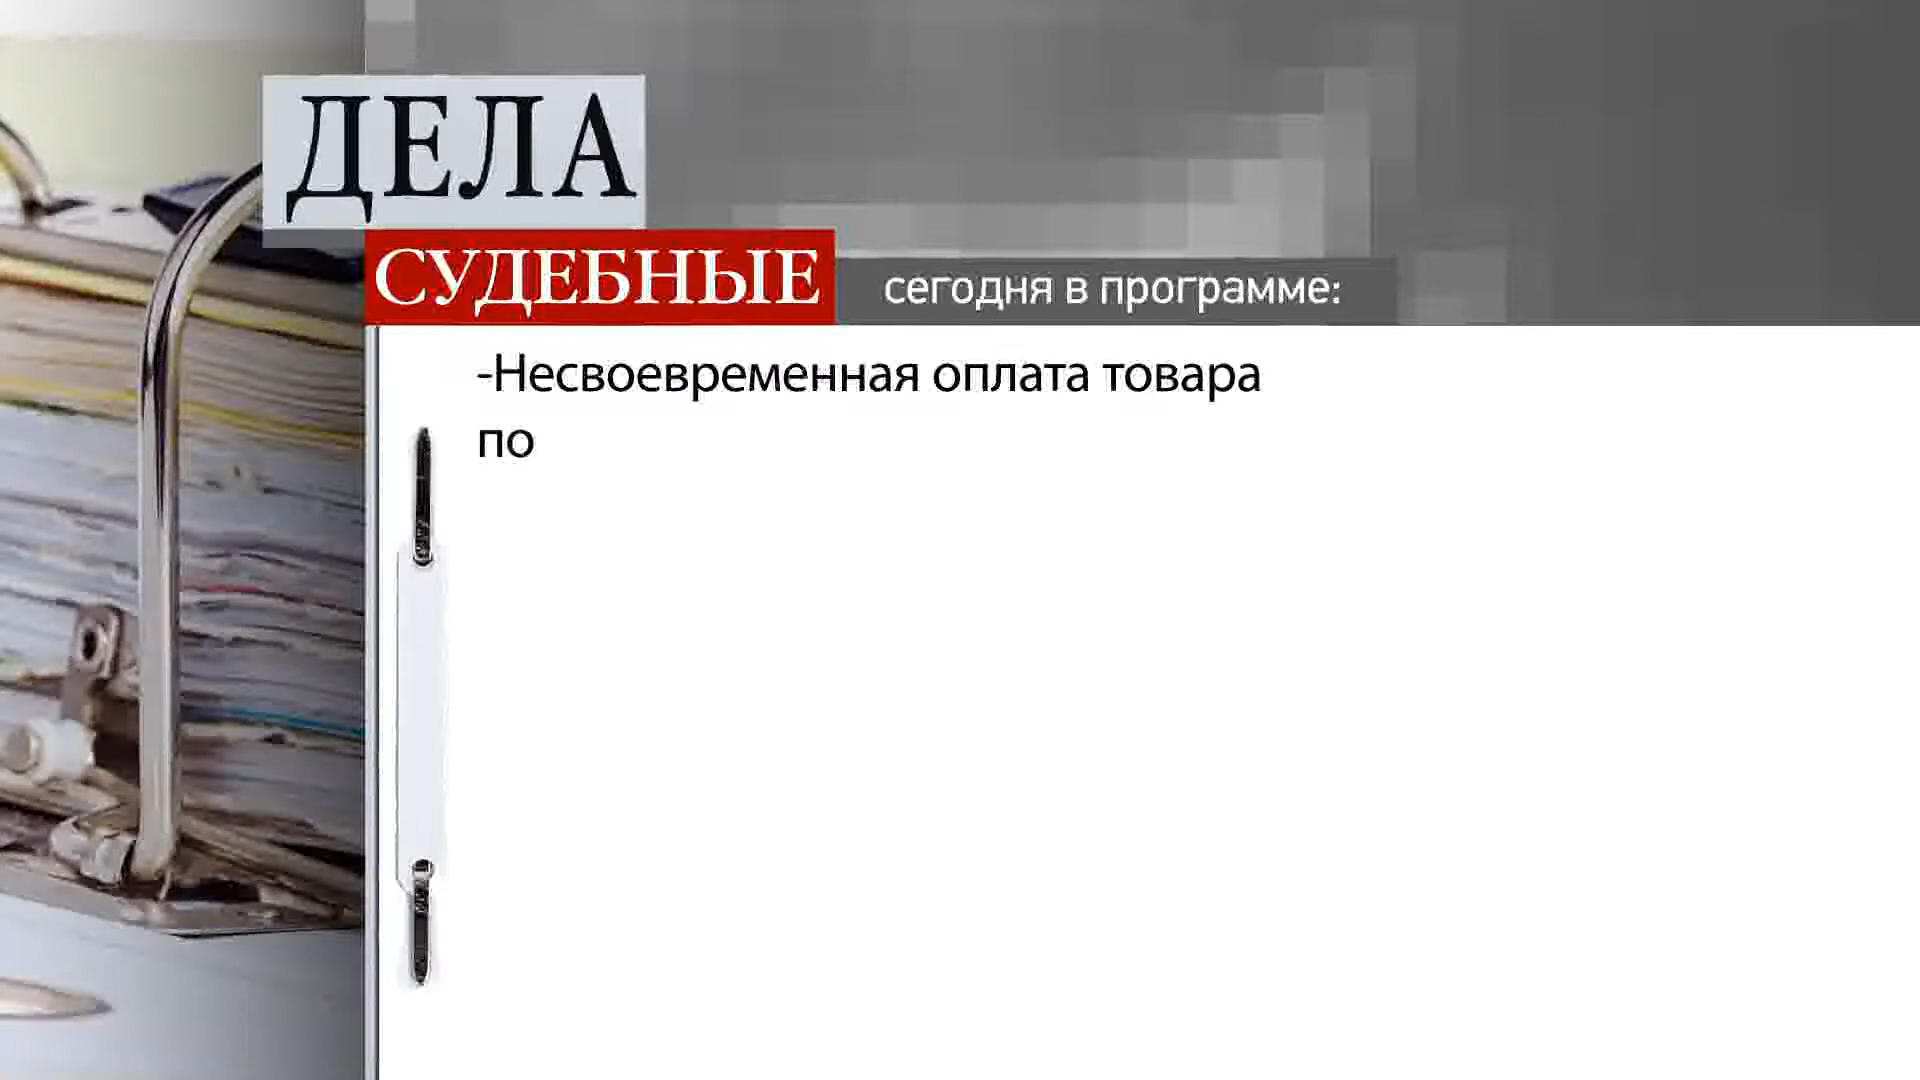 ДЕЛА
СУДЕБНЫЕ
сегодня в программе:
-Несвоевременная оплата товара
по